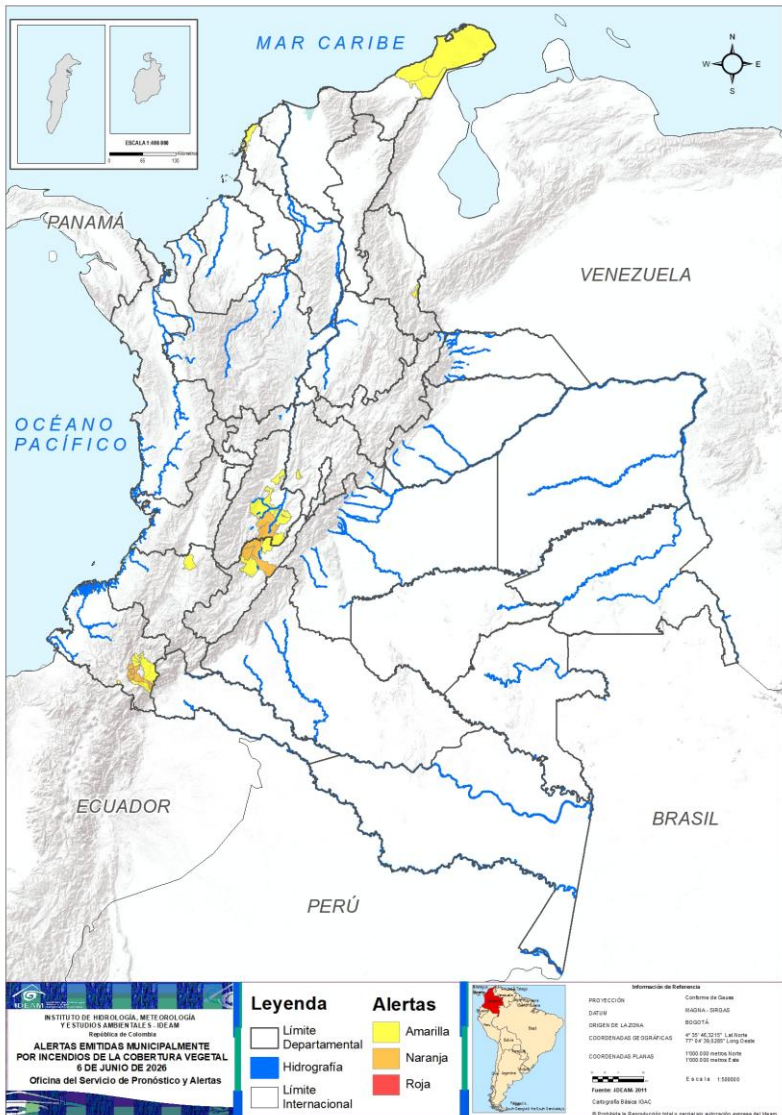 MAR CARIBE
N
W
E
S
ESCALA 1:400 000
0 65 130
PANAMÁ
VENEZUELA
OCÉANO
PACÍFICO
ECUADOR
BRASIL
PERÚ
IDEAM
INSTITUTO DE HIDROLOGÍA, METEOROLOGÍA
Y ESTUDIOS AMBIENTALES - IDEAM
República de Colombia
ALERTAS EMITIDAS MUNICIPALMENTE
POR INCENDIOS DE LA COBERTURA VEGETAL
6 DE JUNIO DE 2026
Oficina del Servicio de Pronóstico y Alertas
Leyenda
Límite
Departamental
Hidrografía
Límite
Internacional
Alertas
Amarilla
Naranja
Roja
Información de Referencia
PROYECCIÓN Conforme de Gauss
DATUM MAGNA - SIRGAS
ORIGEN DE LA ZONA BOGOTÁ
COORDENADAS GEOGRÁFICAS
COORDENADAS PLANAS 1'000.000 metros Norte
1'000.000 metros Este
Escala 1:500000
Fuente IDEAM 2011
Cartografía Básica IGAC